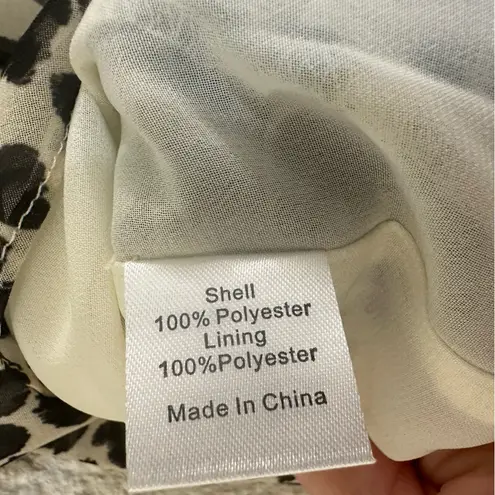 Shell
100% Polyester
Lining
100%Polyester
Made In China